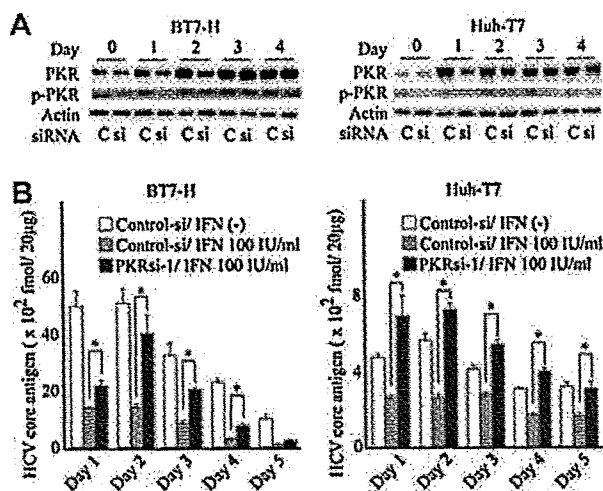 A
BT7-H
Day 0 1 2 3 4
PKR
p-PKR
Actin
siRNA C si C si C si C si C si
Huh-T7
Day 0 1 2 3 4
PKR
p-PKR
Actin
siRNA C si C si C si C si C si
B
BT7-H
Control-si/ IFN (-)
Control-si/ IFN 100 IU/ml
PKRsi-1/ IFN 100 IU/ml
HCV core antigen ( x 10² fmol/ 20μg)
60
40
20
0
* * * *
Day 1 Day 2 Day 3 Day 4 Day 5
Huh-T7
Control-si/ IFN (-)
Control-si/ IFN 100 IU/ml
PKRsi-1/ IFN 100 IU/ml
HCV core antigen ( x 10² fmol/ 20μg)
8
4
0
* * * * *
Day 1 Day 2 Day 3 Day 4 Day 5